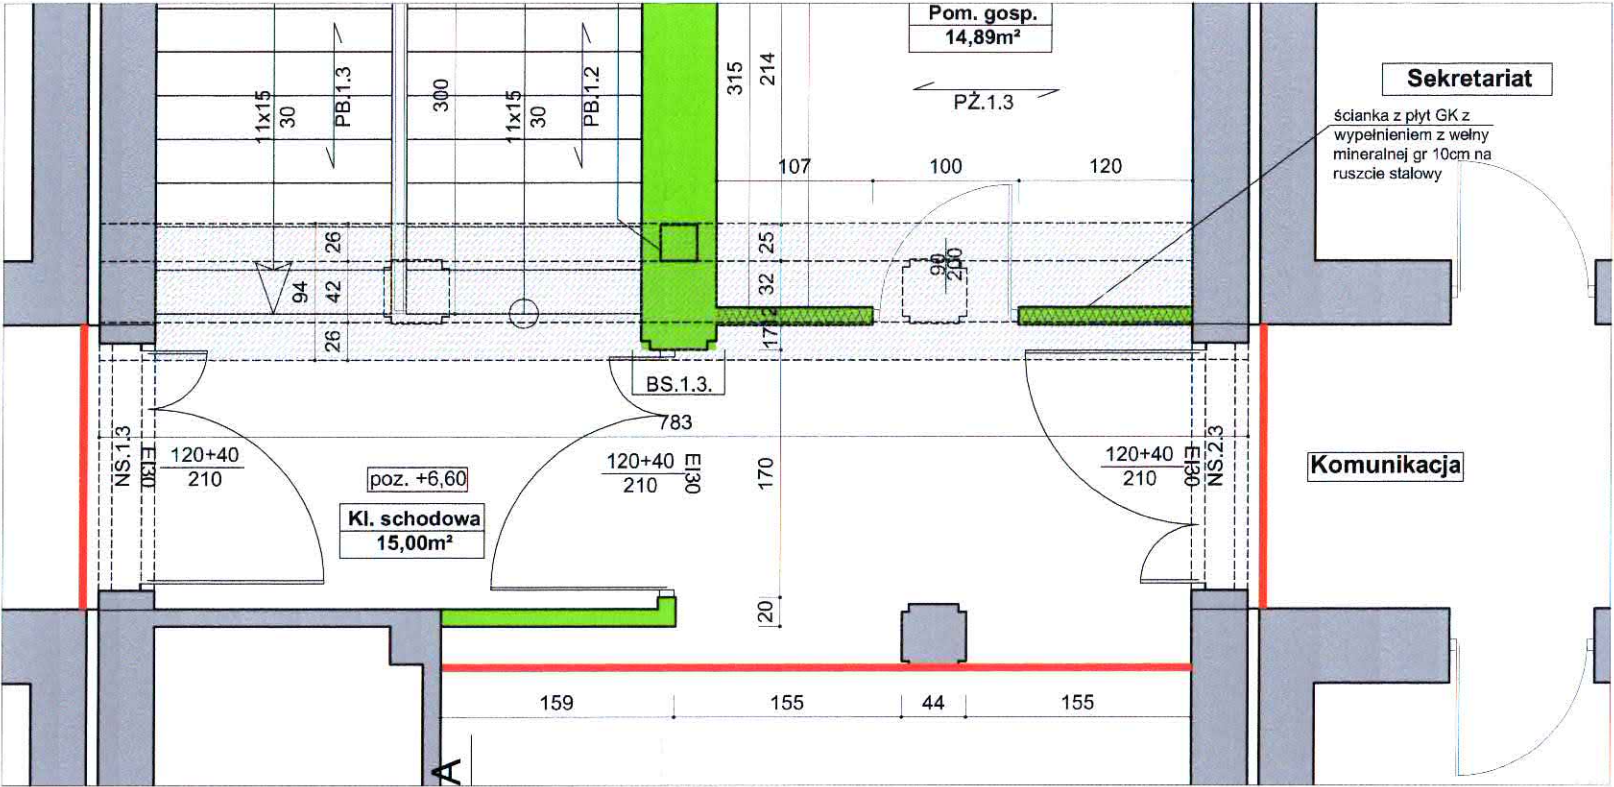 Pom. gosp.
14,89m²
Sekretariat
ścianka z płyt GK z
wypełnieniem z wełny
mineralnej gr 10cm na
ruszcie stalowy
PŻ.1.3
11x15
30
PB.1.3
300
11x15
30
PB.1.2
315
214
107
100
120
26
94
42
26
25
32
12
17
90
200
BS.1.3.
783
NS.1.3
EI30
120+40
210
poz. +6,60
Kl. schodowa
15,00m²
120+40
210
EI30
170
120+40
210
EI30
NS.2.3
Komunikacja
20
159
155
44
155
A